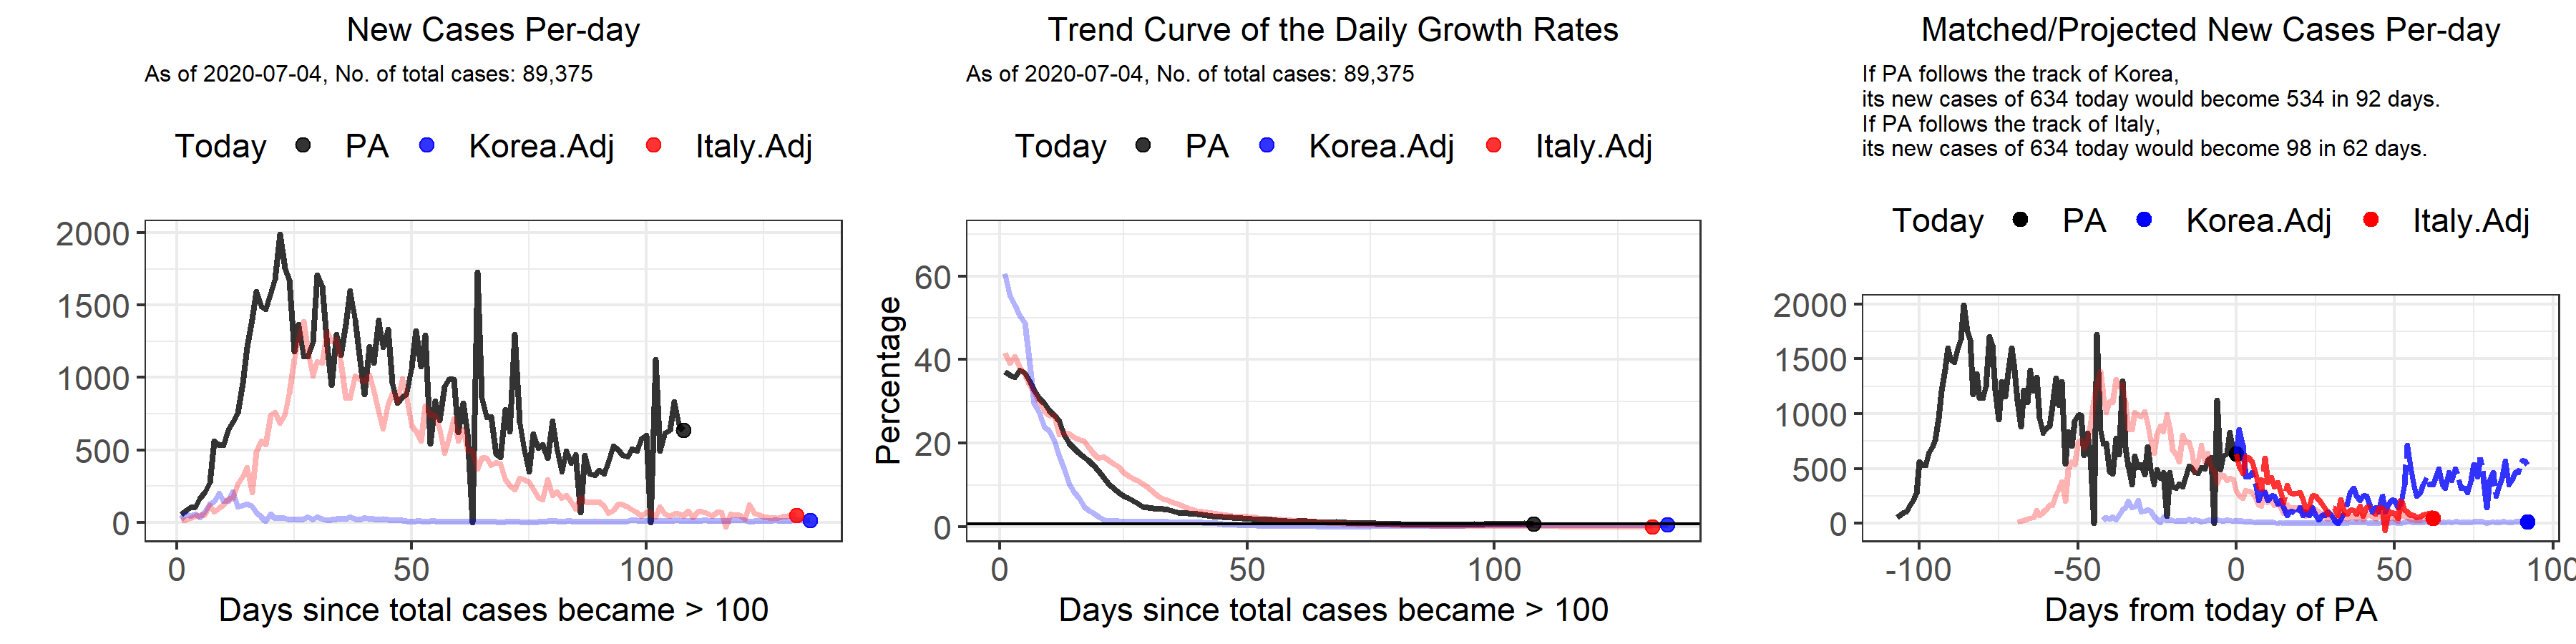 New Cases Per-day
As of 2020-07-04, No. of total cases: 89,375
Today PA Korea.Adj Italy.Adj
2000
1500
1000
500
0
0 50 100
Days since total cases became > 100
Trend Curve of the Daily Growth Rates
As of 2020-07-04, No. of total cases: 89,375
Today PA Korea.Adj Italy.Adj
Percentage
60
40
20
0
0 50 100
Days since total cases became > 100
Matched/Projected New Cases Per-day
If PA follows the track of Korea,
its new cases of 634 today would become 534 in 92 days.
If PA follows the track of Italy,
its new cases of 634 today would become 98 in 62 days.
Today PA Korea.Adj Italy.Adj
2000
1500
1000
500
0
-100 -50 0 50 100
Days from today of PA